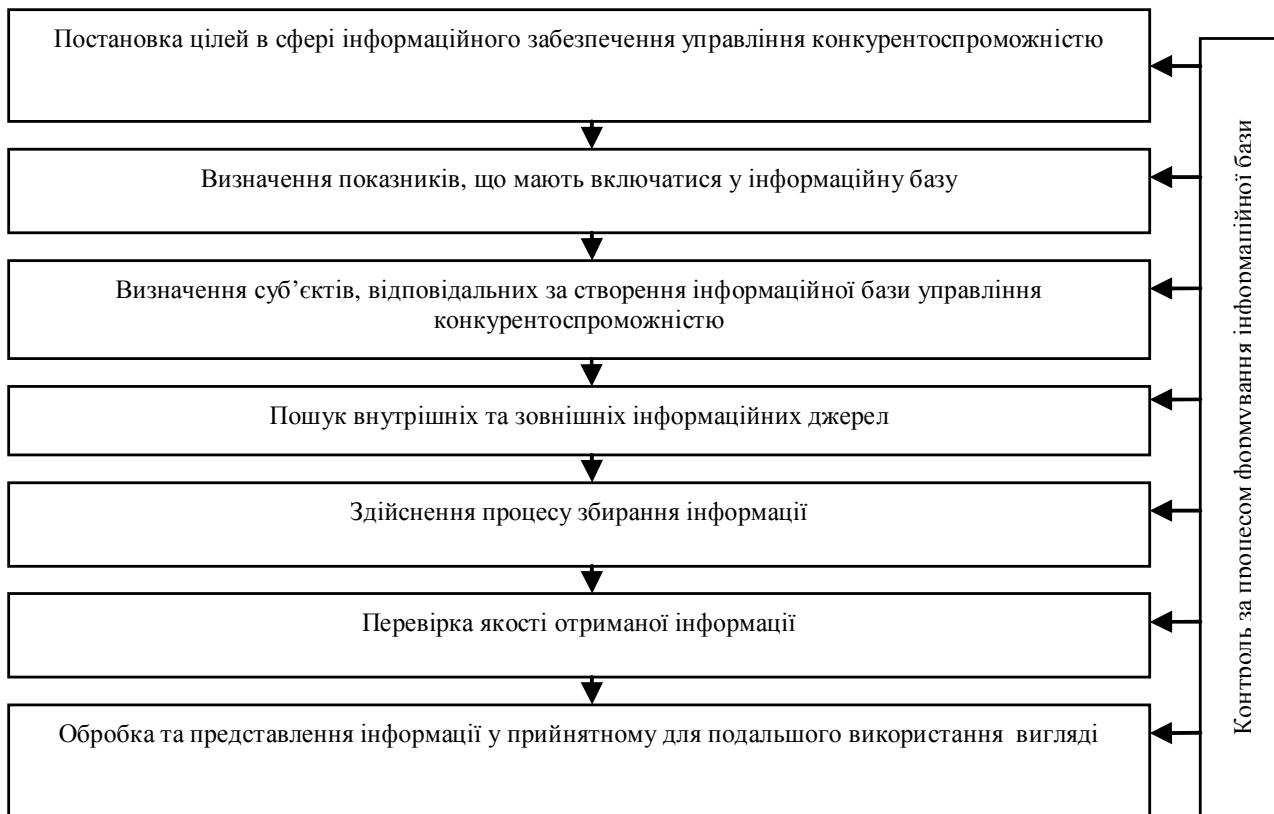 Постановка цілей в сфері інформаційного забезпечення управління конкурентоспроможністю
Визначення показників, що мають включатися у інформаційну базу
Визначення суб’єктів, відповідальних за створення інформаційної бази управління
конкурентоспроможністю
Пошук внутрішніх та зовнішніх інформаційних джерел
Здійснення процесу збирання інформації
Перевірка якості отриманої інформації
Обробка та представлення інформації у прийнятному для подальшого використання вигляді
Контроль за процесом формування інформаційної бази